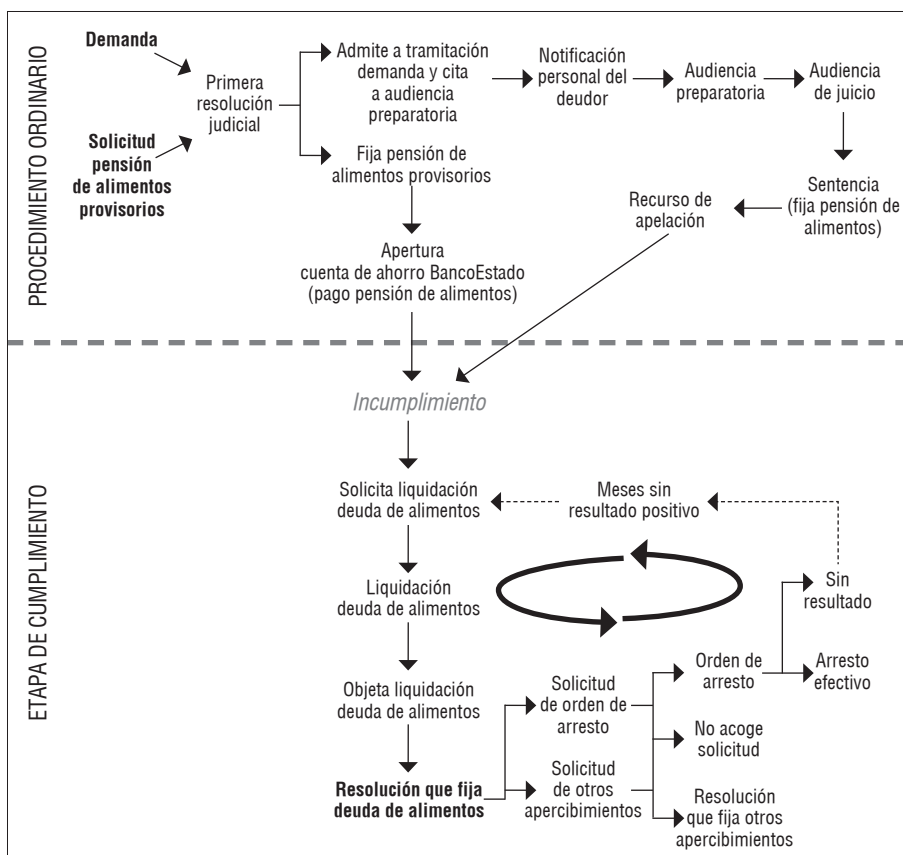 PROCEDIMIENTO ORDINARIO
Demanda
Solicitud
pensión
de alimentos
provisorios
Primera
resolución
judicial
Admite a tramitación
demanda y cita
a audiencia
preparatoria
Notificación
personal del
deudor
Audiencia
preparatoria
Audiencia
de juicio
Fija pensión de
alimentos provisorios
Sentencia
(fija pensión de
alimentos)
Recurso de
apelación
Apertura
cuenta de ahorro BancoEstado
(pago pensión de alimentos)
ETAPA DE CUMPLIMIENTO
Incumplimiento
Solicita liquidación
deuda de alimentos
Meses sin
resultado positivo
Liquidación
deuda de alimentos
Sin
resultado
Objeta liquidación
deuda de alimentos
Solicitud
de orden de
arresto
Orden de
arresto
Arresto
efectivo
No acoge
solicitud
Resolución que fija
deuda de alimentos
Solicitud
de otros
apercibimientos
Resolución
que fija otros
apercibimientos